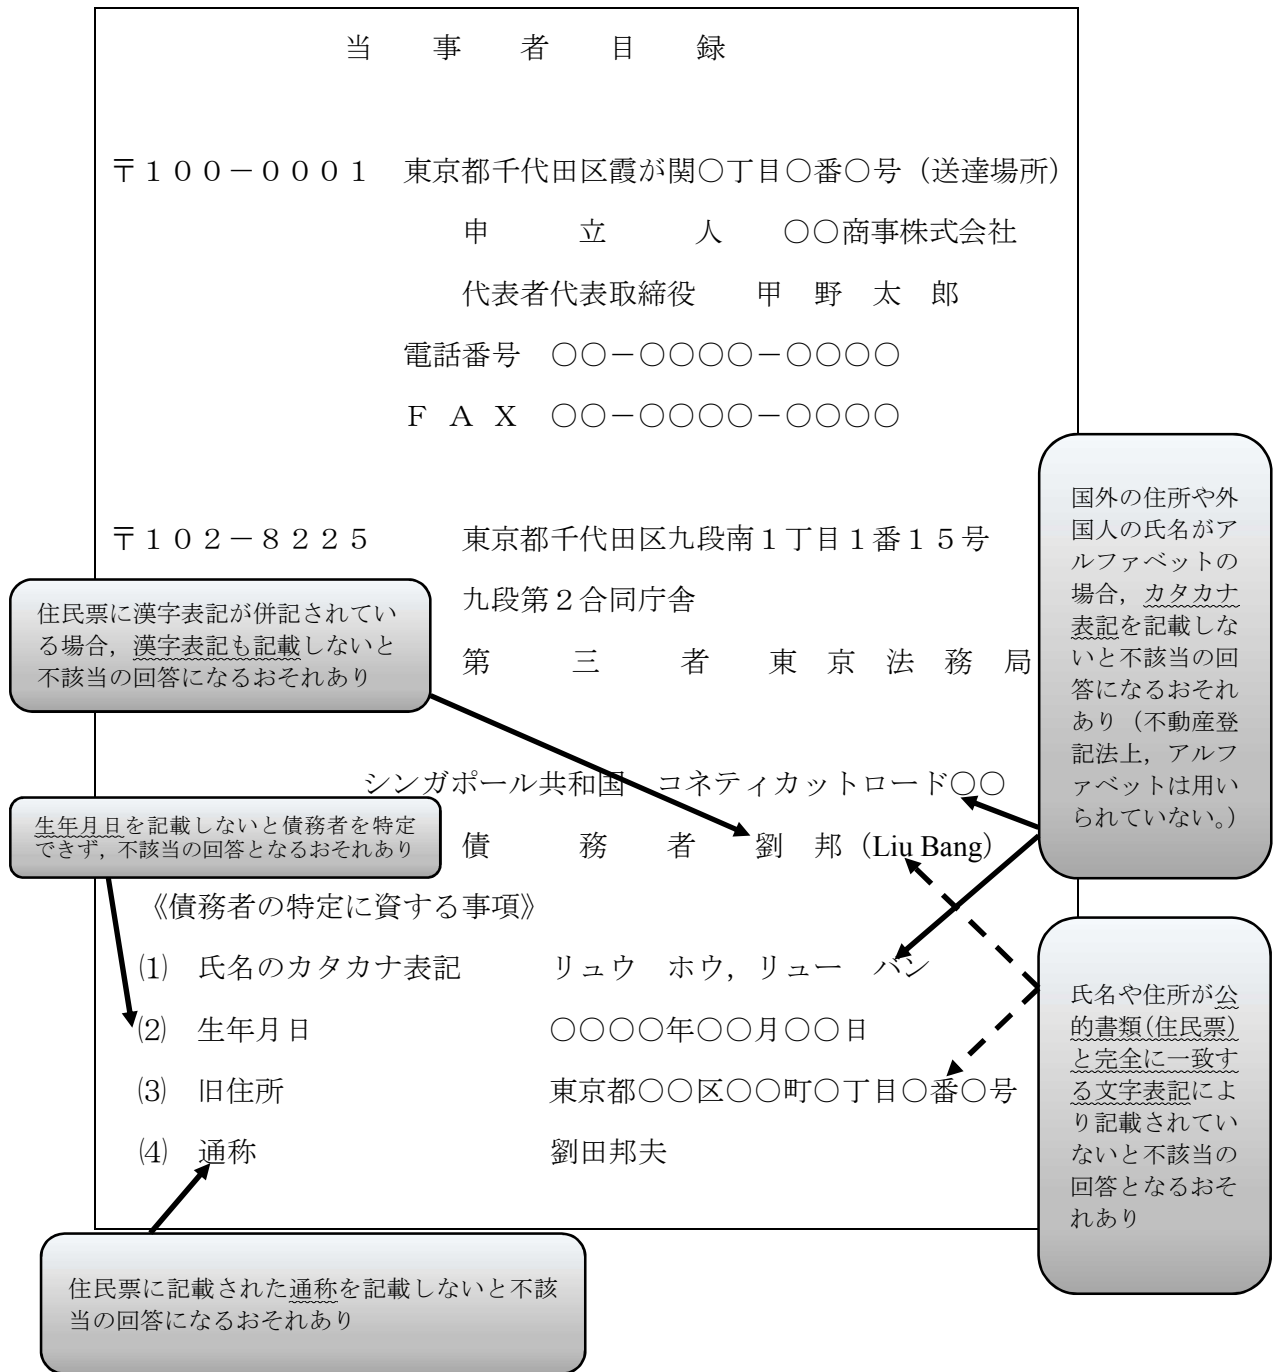 当　事　者　目　録
〒１００－０００１　東京都千代田区霞が関○丁目○番○号（送達場所）
申　立　人　○○商事株式会社
代表者代表取締役　甲　野　太　郎
電話番号　○○－○○○○－○○○○
Ｆ Ａ Ｘ　○○－○○○○－○○○○
〒１０２－８２２５　東京都千代田区九段南１丁目１番１５号
九段第２合同庁舎
第　三　者　東　京　法　務　局
シンガポール共和国　コネティカットロード○○
債　務　者　劉　邦（Liu Bang）
《債務者の特定に資する事項》
⑴　氏名のカタカナ表記　リュウ　ホウ，リュー　バン
⑵　生年月日　○○○○年○○月○○日
⑶　旧住所　東京都○○区○○町○丁目○番○号
⑷　通称　劉田邦夫
住民票に漢字表記が併記されてい
る場合，漢字表記も記載しないと
不該当の回答になるおそれあり
生年月日を記載しないと債務者を特定
できず，不該当の回答となるおそれあり
国外の住所や外
国人の氏名がア
ルファベットの
場合，カタカナ
表記を記載しな
いと不該当の回
答になるおそれ
あり（不動産登
記法上，アルフ
ァベットは用い
られていない。）
氏名や住所が公
的書類（住民票）
と完全に一致す
る文字表記によ
り記載されてい
ないと不該当の
回答となるおそ
れあり
住民票に記載された通称を記載しないと不該
当の回答になるおそれあり